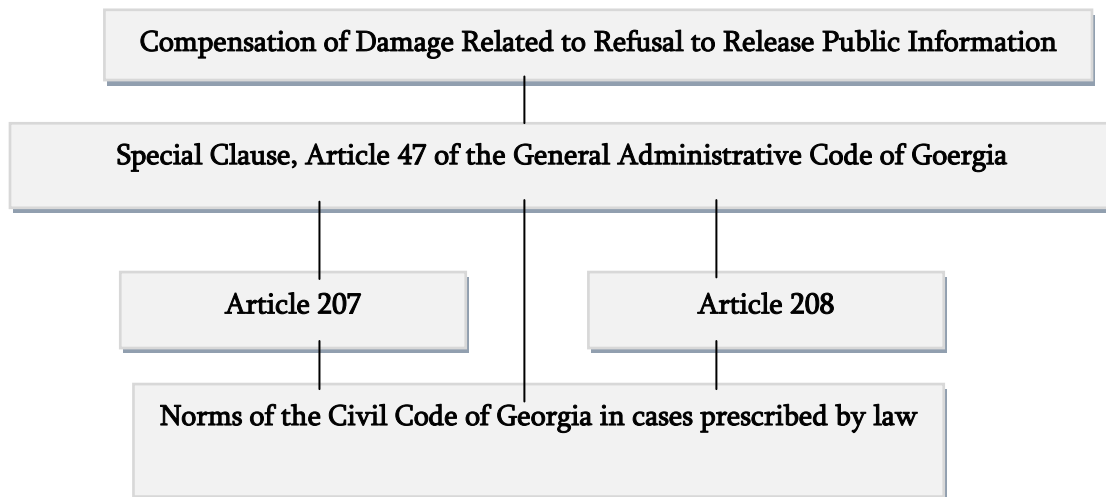 Compensation of Damage Related to Refusal to Release Public Information
Special Clause, Article 47 of the General Administrative Code of Goergia
Article 207
Article 208
Norms of the Civil Code of Georgia in cases prescribed by law